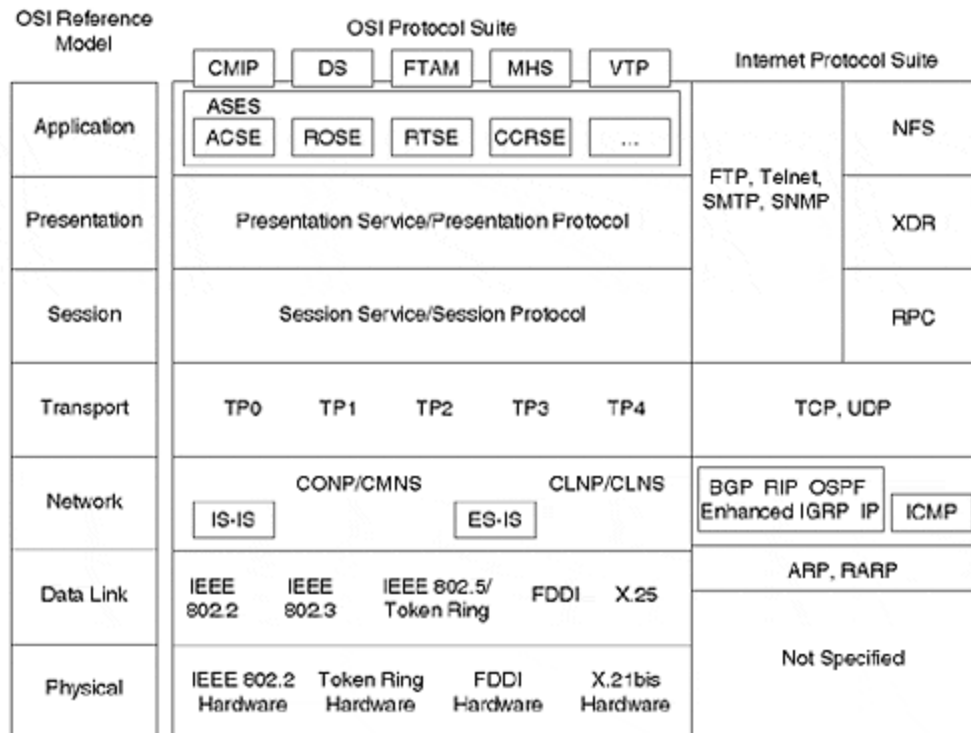 OSI Reference
Model
OSI Protocol Suite
Internet Protocol Suite
CMIP DS FTAM MHS VTP
Application
ASES
ACSE ROSE RTSE CCRSE ...
FTP, Telnet,
SMTP, SNMP
NFS
Presentation
Presentation Service/Presentation Protocol
XDR
Session
Session Service/Session Protocol
RPC
Transport
TP0 TP1 TP2 TP3 TP4
TCP, UDP
Network
CONP/CMNS CLNP/CLNS
IS-IS ES-IS
BGP RIP OSPF
Enhanced IGRP IP
ICMP
ARP, RARP
Data Link
IEEE
802.2
IEEE
802.3
IEEE 802.5/
Token Ring
FDDI
X.25
Not Specified
Physical
IEEE 802.2
Hardware
Token Ring
Hardware
FDDI
Hardware
X.21bis
Hardware